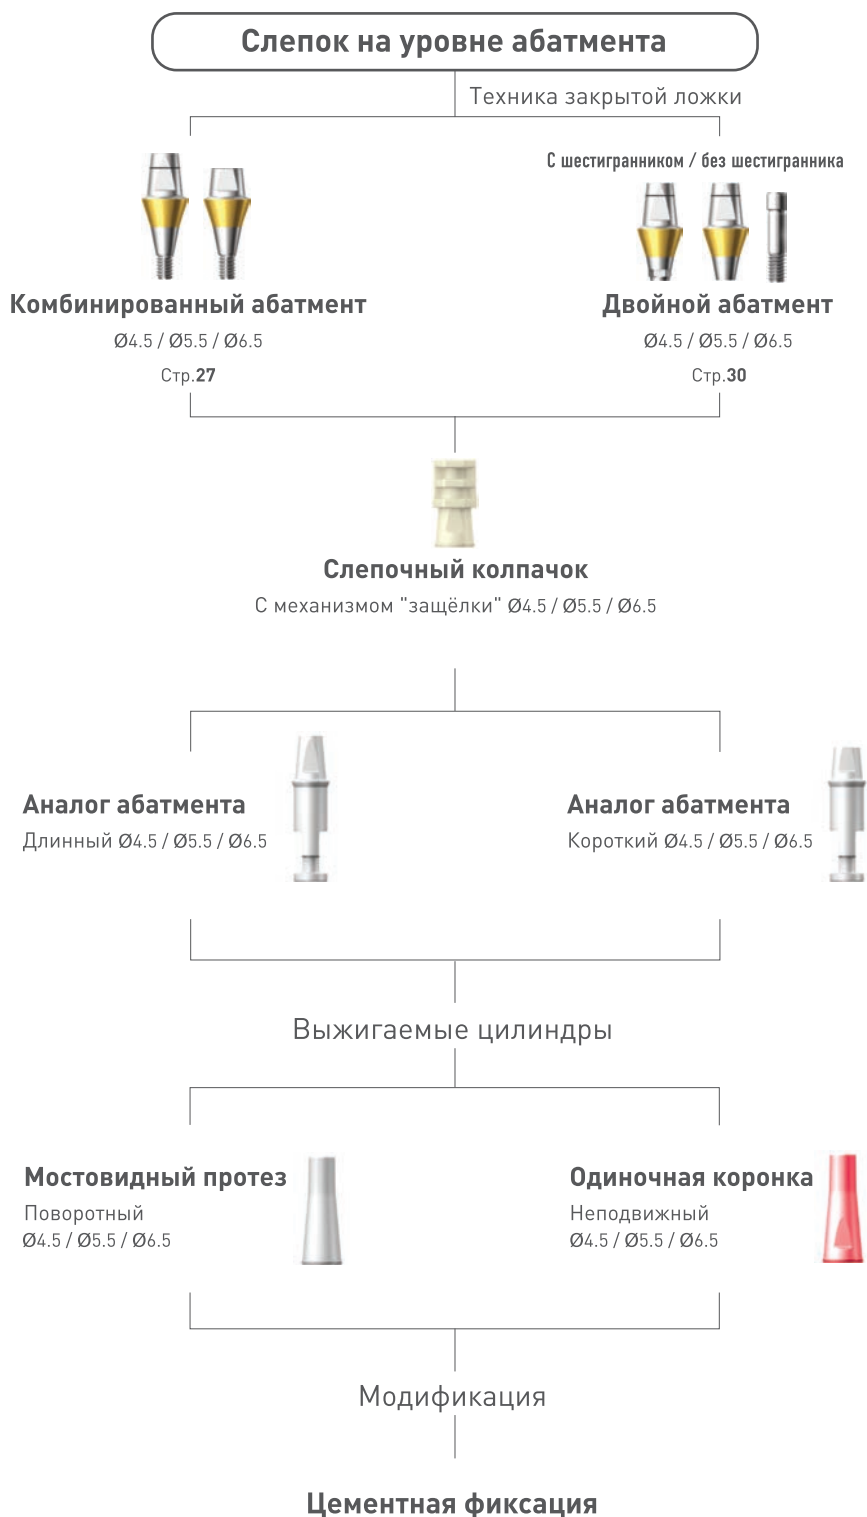 Слепок на уровне абатмента
Техника закрытой ложки
С шестигранником / без шестигранника
Комбинированный абатмент
Ø4.5 / Ø5.5 / Ø6.5
Стр.27
Двойной абатмент
Ø4.5 / Ø5.5 / Ø6.5
Стр.30
Слепочный колпачок
С механизмом "защёлки" Ø4.5 / Ø5.5 / Ø6.5
Аналог абатмента
Длинный Ø4.5 / Ø5.5 / Ø6.5
Аналог абатмента
Короткий Ø4.5 / Ø5.5 / Ø6.5
Выжигаемые цилиндры
Мостовидный протез
Поворотный
Ø4.5 / Ø5.5 / Ø6.5
Одиночная коронка
Неподвижный
Ø4.5 / Ø5.5 / Ø6.5
Модификация
Цементная фиксация